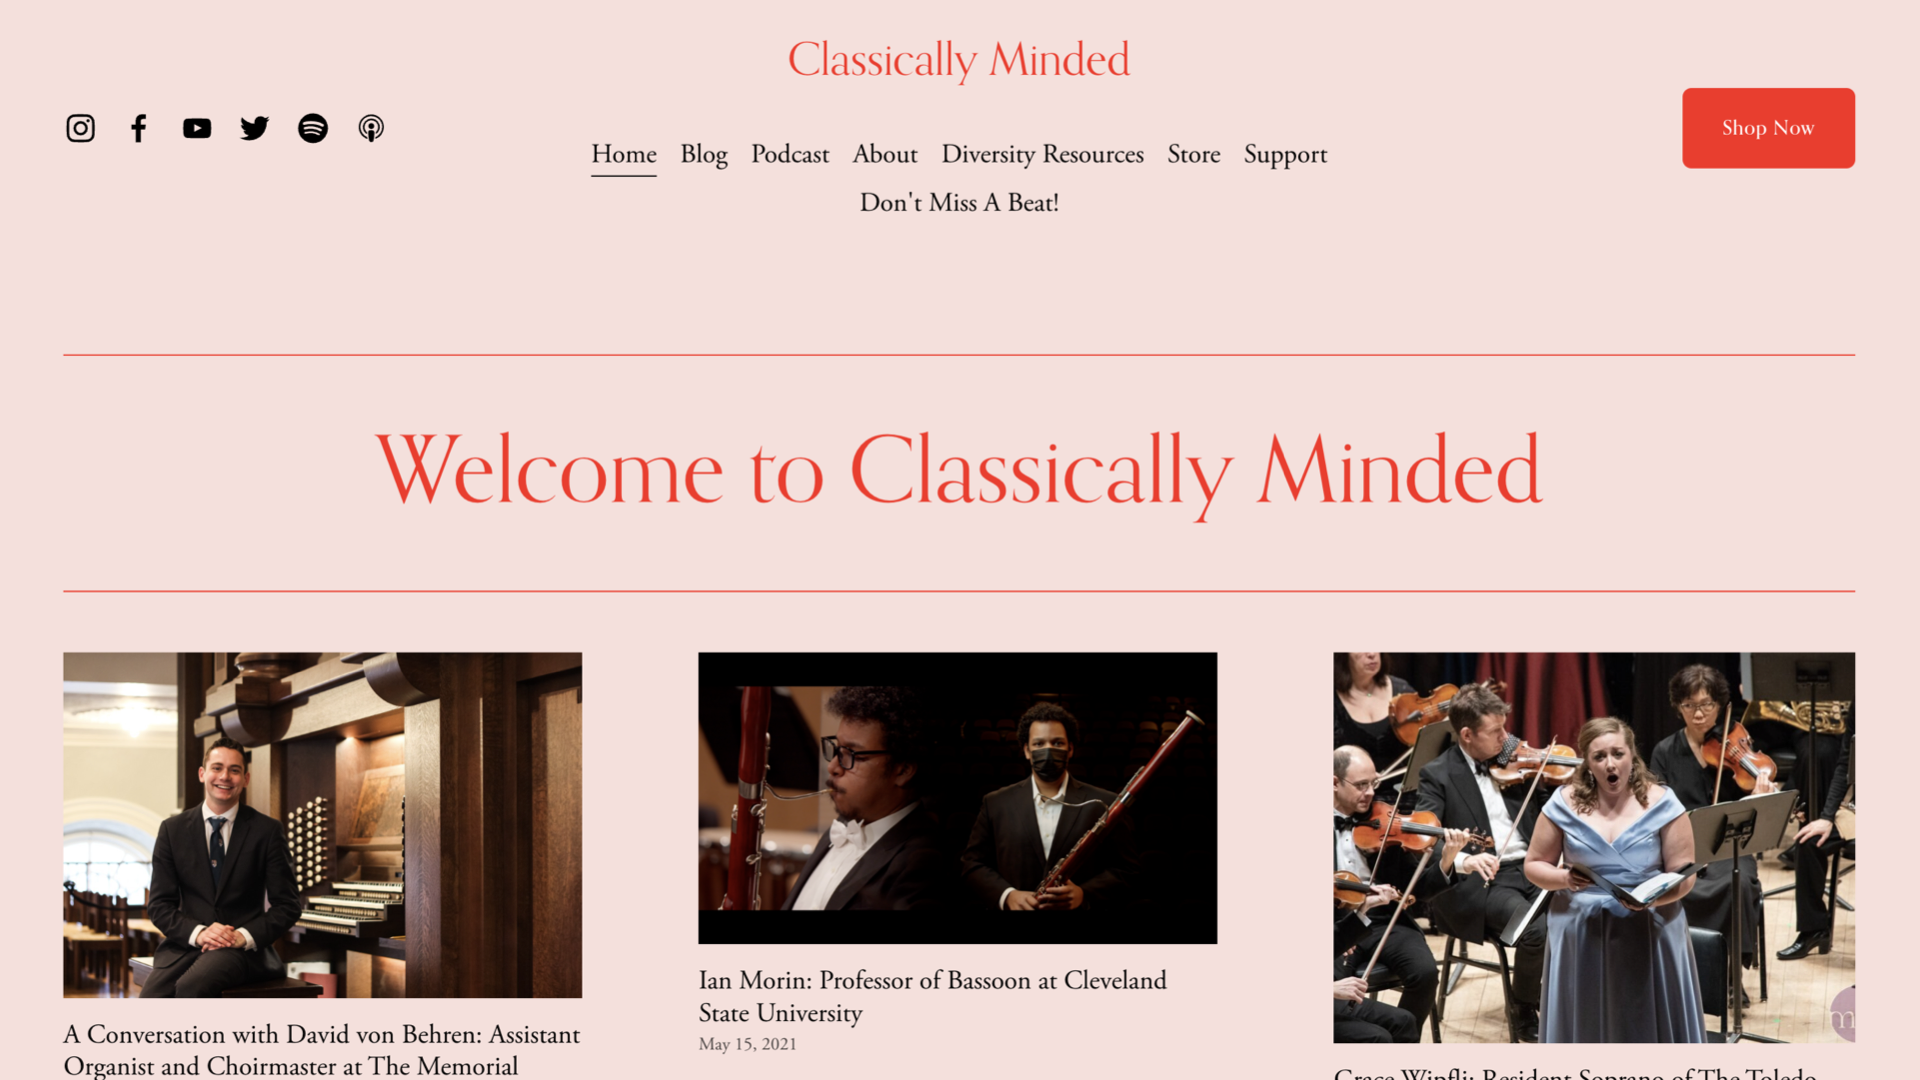 Classically Minded
Home Blog Podcast About Diversity Resources Store Support
Don't Miss A Beat!
Shop Now
Welcome to Classically Minded
A Conversation with David von Behren: Assistant
Organist and Choirmaster at The Memorial
Ian Morin: Professor of Bassoon at Cleveland
State University
May 15, 2021
m
Grace Wipfli: Resident Soprano of The Toledo